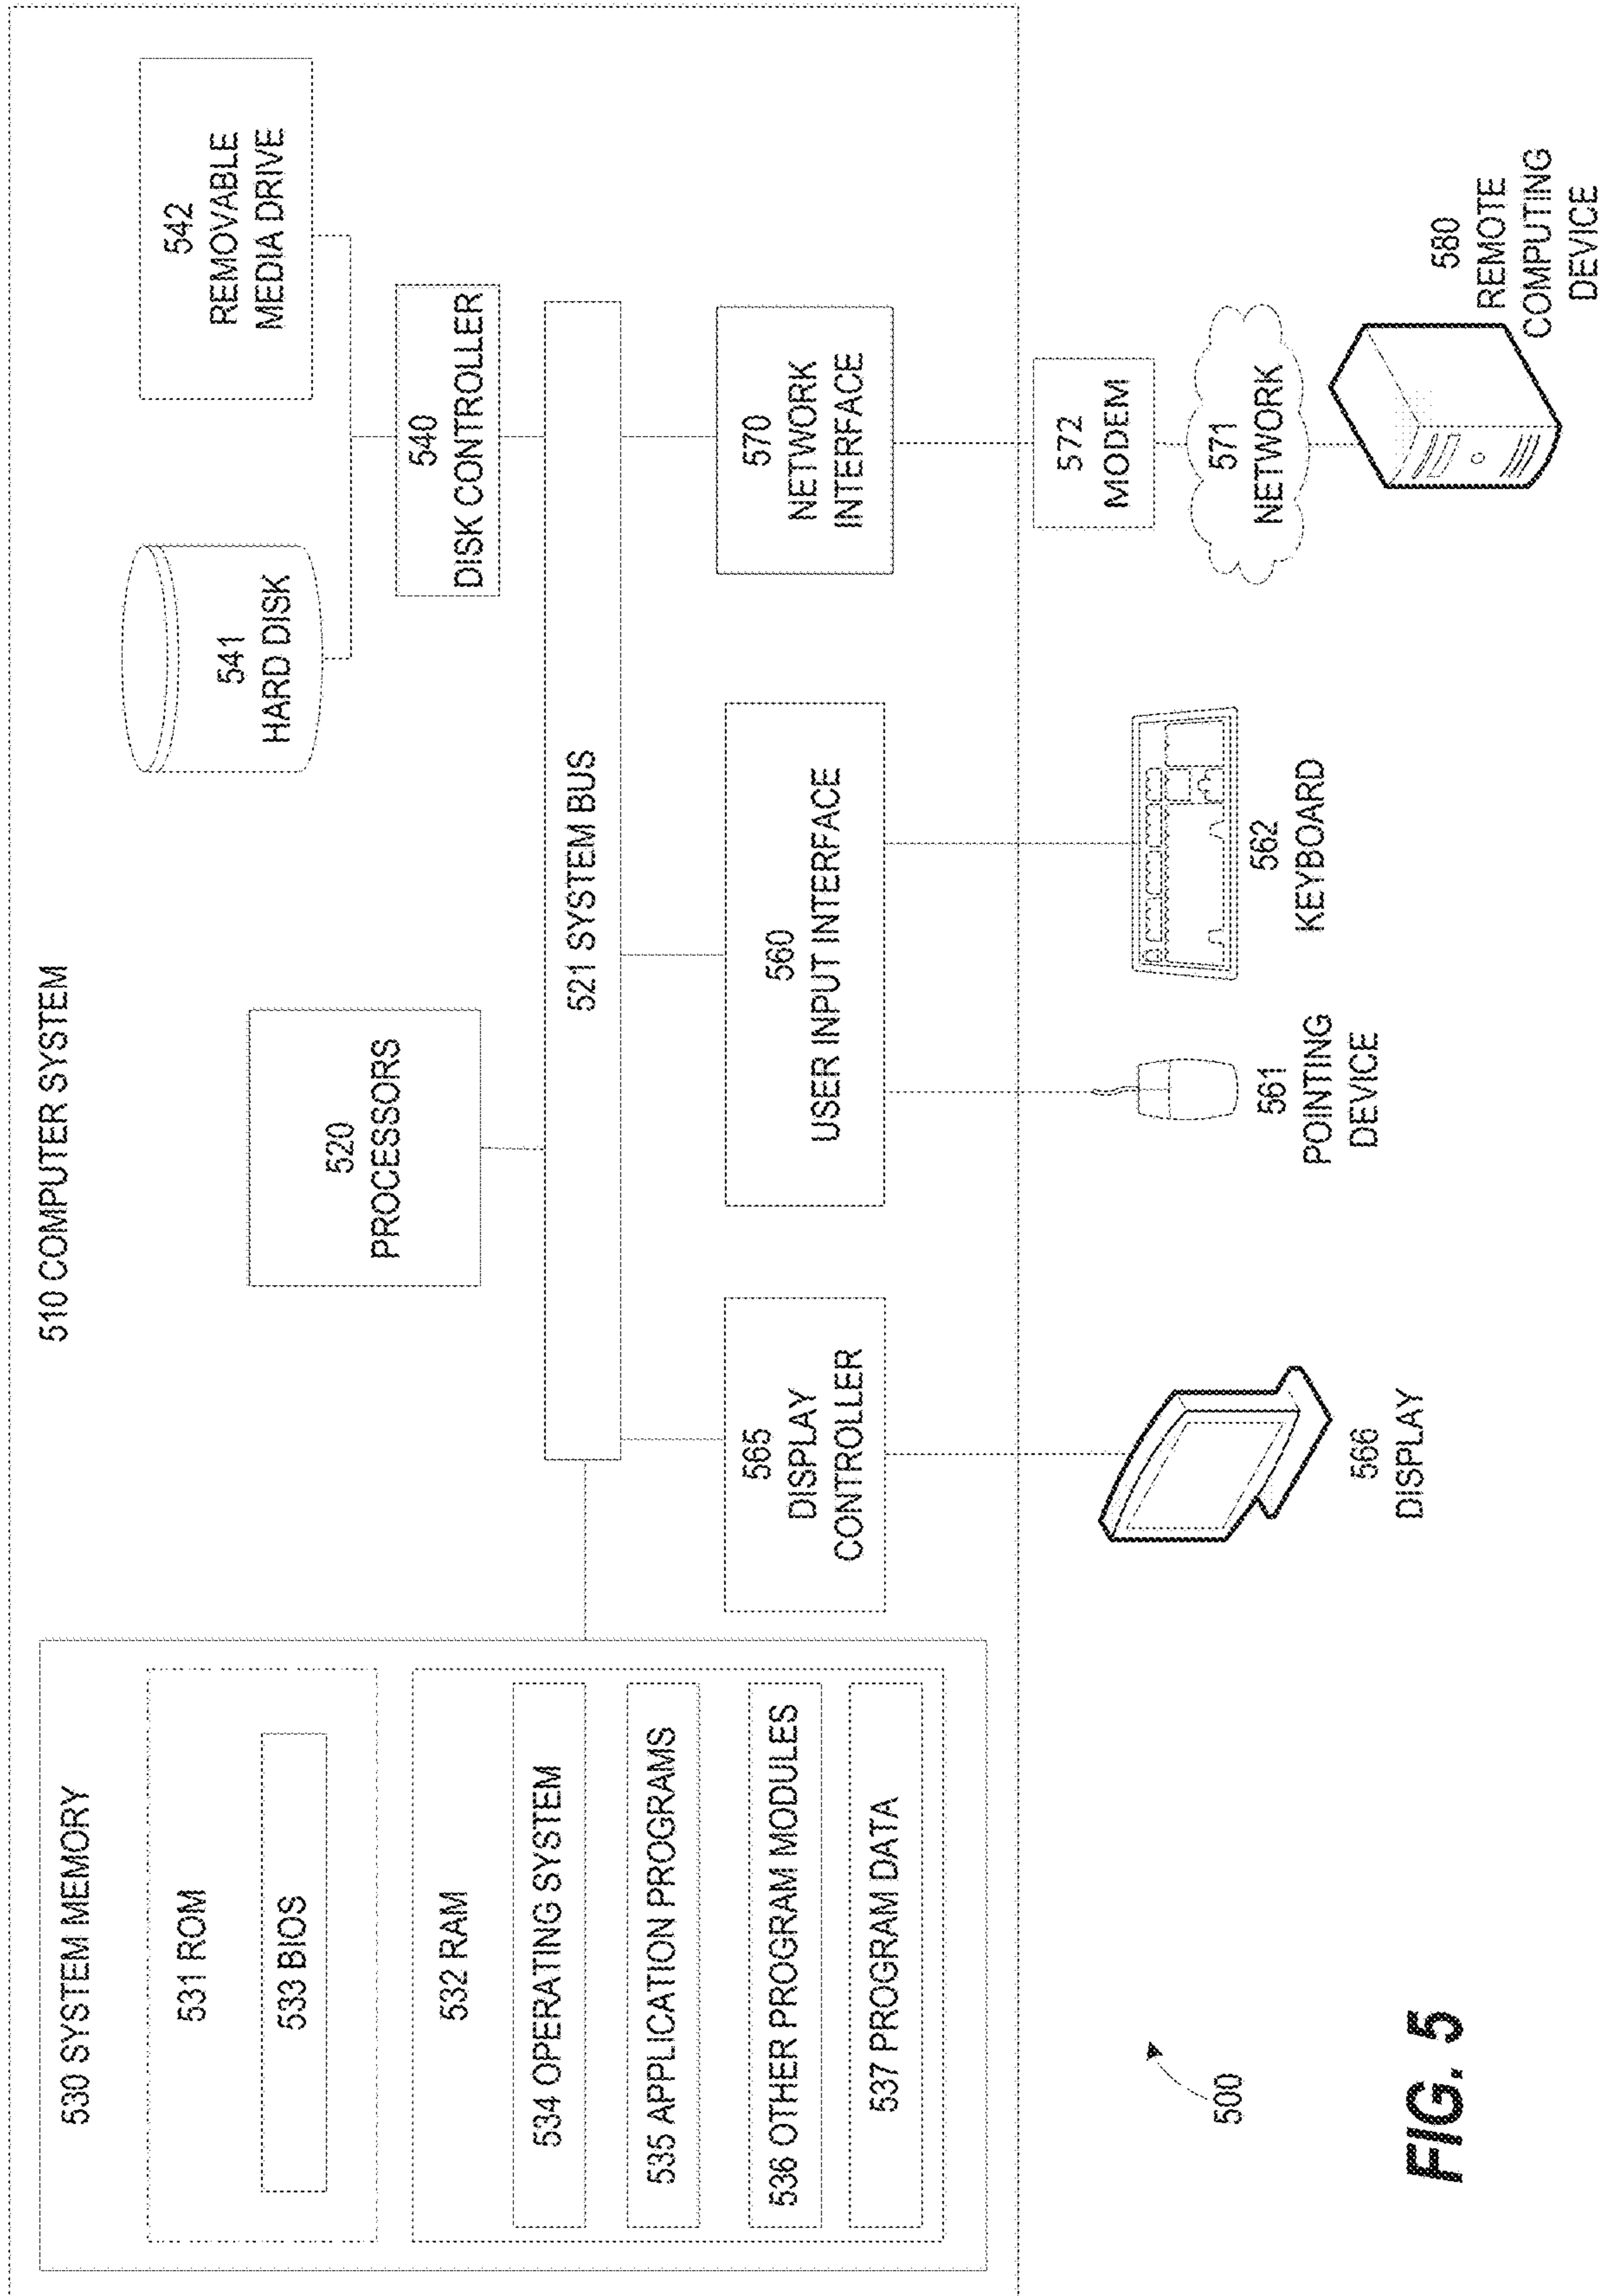 510 COMPUTER SYSTEM
530 SYSTEM MEMORY
531 ROM
533 BIOS
532 RAM
534 OPERATING SYSTEM
535 APPLICATION PROGRAMS
536 OTHER PROGRAM MODULES
537 PROGRAM DATA
520
PROCESSORS
541
HARD DISK
542
REMOVABLE
MEDIA DRIVE
540
DISK CONTROLLER
521 SYSTEM BUS
565
DISPLAY
CONTROLLER
560
USER INPUT INTERFACE
570
NETWORK
INTERFACE
572
MODEM
571
NETWORK
580
REMOTE
COMPUTING
DEVICE
566
DISPLAY
561
POINTING
DEVICE
562
KEYBOARD
500
FIG. 5